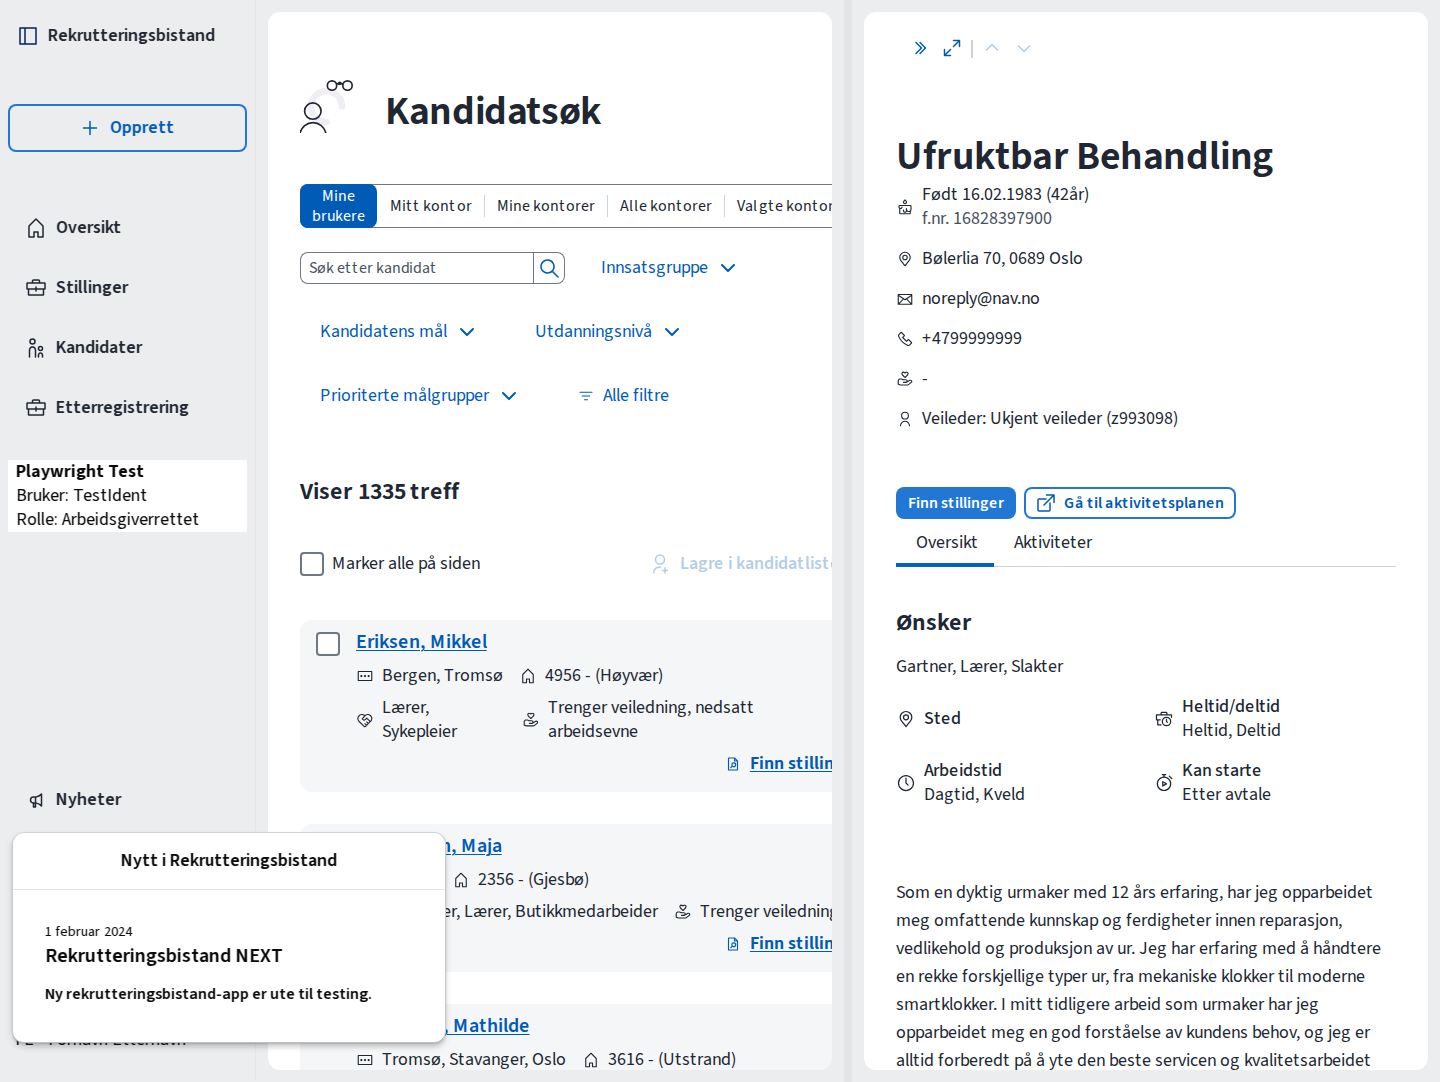 Rekrutteringsbistand
Opprett
Oversikt
Stillinger
Kandidater
Etterregistrering
Playwright Test
Bruker: TestIdent
Rolle: Arbeidsgiverrettet
Nyheter
Nytt i Rekrutteringsbistand
1 februar 2024
Rekrutteringsbistand NEXT
Ny rekrutteringsbistand-app er ute til testing.
Kandidatsøk
Mine brukere
Mitt kontor
Mine kontorer
Alle kontorer
Valgte kontor
Søk etter kandidat
Innsatsgruppe
Kandidatens mål
Utdanningsnivå
Prioriterte målgrupper
Alle filtre
Viser 1335 treff
Marker alle på siden
Lagre i kandidatliste
Eriksen, Mikkel
Bergen, Tromsø
4956 - (Høyvær)
Lærer, Sykepleier
Trenger veiledning, nedsatt arbeidsevne
Finn stillin
n, Maja
2356 - (Gjesbø)
er, Lærer, Butikkmedarbeider
Trenger veiledning
Finn stillin
, Mathilde
Tromsø, Stavanger, Oslo
3616 - (Utstrand)
Ufruktbar Behandling
Født 16.02.1983 (42år)
f.nr. 16828397900
Bølerlia 70, 0689 Oslo
noreply@nav.no
+4799999999
-
Veileder: Ukjent veileder (z993098)
Finn stillinger
Gå til aktivitetsplanen
Oversikt
Aktiviteter
Ønsker
Gartner, Lærer, Slakter
Sted
Heltid/deltid
Heltid, Deltid
Arbeidstid
Dagtid, Kveld
Kan starte
Etter avtale
Som en dyktig urmaker med 12 års erfaring, har jeg opparbeidet
meg omfattende kunnskap og ferdigheter innen reparasjon,
vedlikehold og produksjon av ur. Jeg har erfaring med å håndtere
en rekke forskjellige typer ur, fra mekaniske klokker til moderne
smartklokker. I mitt tidligere arbeid som urmaker har jeg
opparbeidet meg en god forståelse av kundens behov, og jeg er
alltid forberedt på å yte den beste servicen og kvalitetsarbeidet